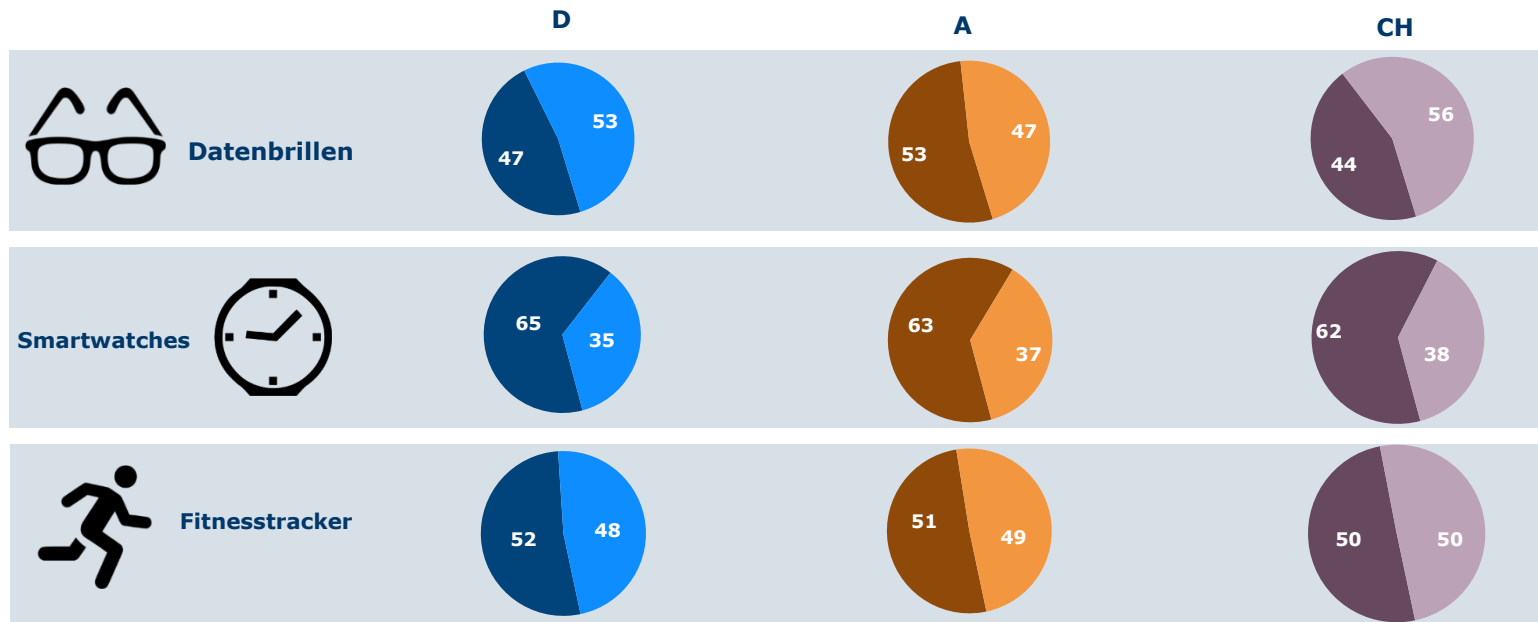 D A CH
Datenbrillen 47 53 53 47 44 56
Smartwatches 65 35 63 37 62 38
Fitnesstracker 52 48 51 49 50 50